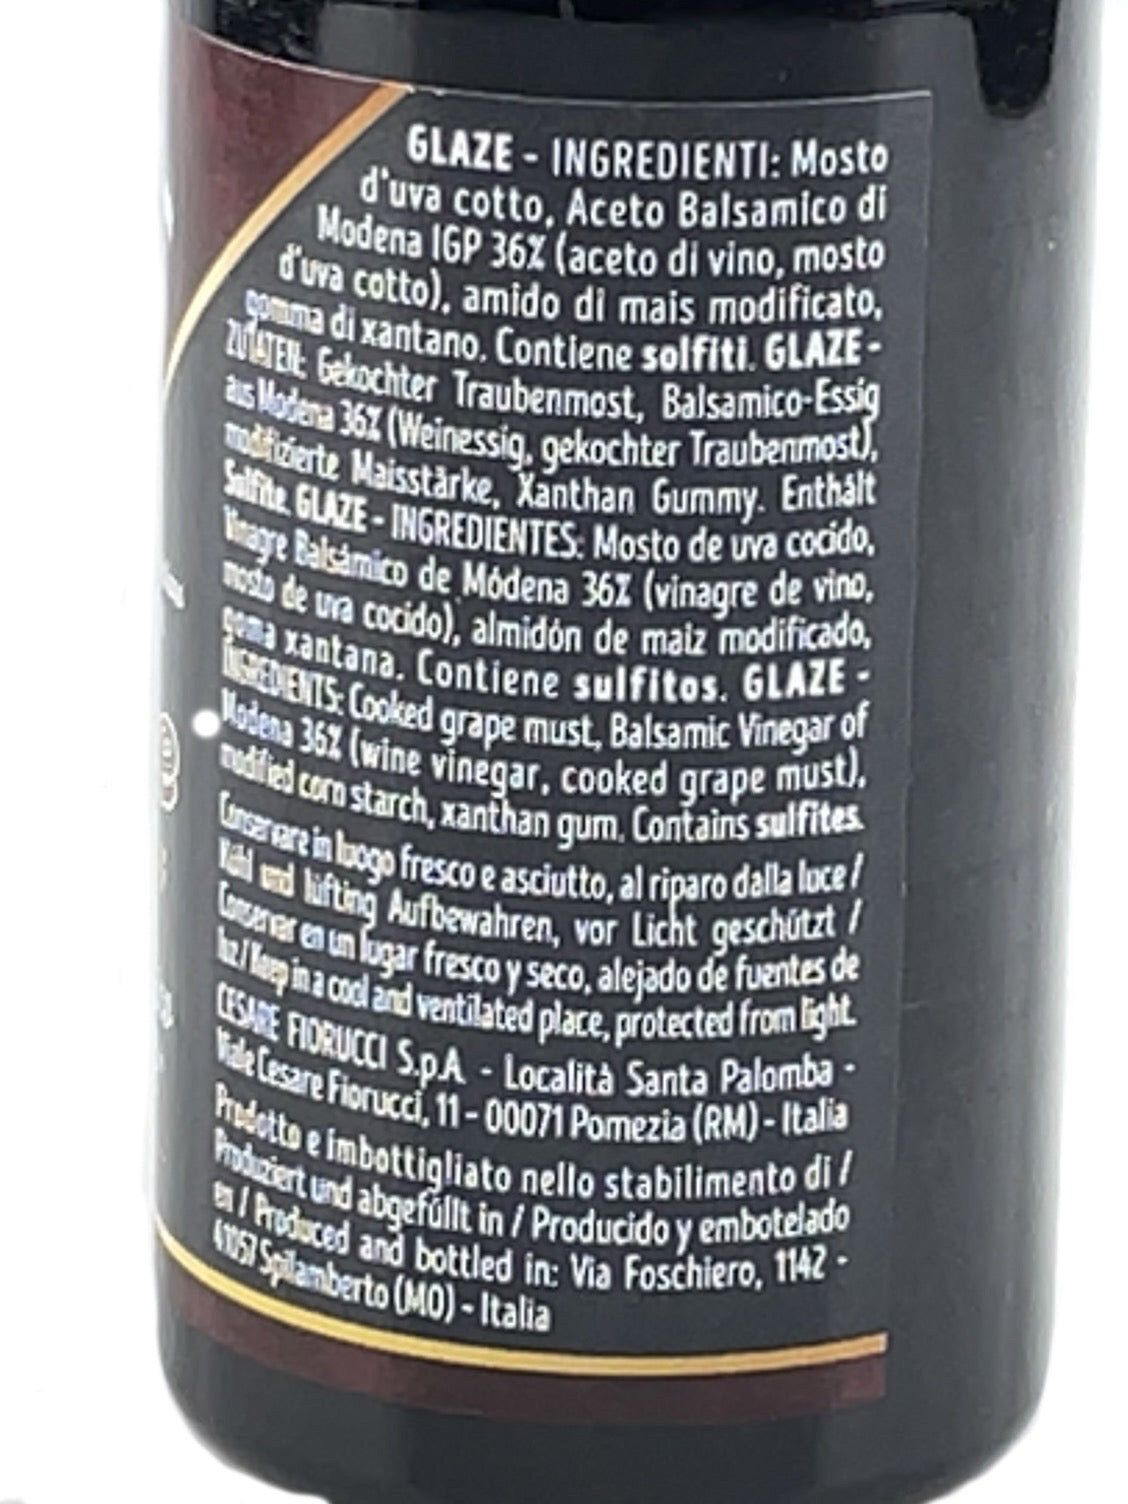 GLAZE - INGREDIENTI: Mosto
d'uva cotto, Aceto Balsamico di
Modena IGP 36% (aceto di vino, mosto
d'uva cotto), amido di mais modificato,
gomma di xantano. Contiene solfiti. GLAZE -
ZUTATEN: Gekochter Traubenmost, Balsamico-Essig
aus Modena 36% (Weinessig, gekochter Traubenmost),
modifizierte Maisstärke, Xanthan Gummy. Enthält
Sulfite. GLAZE - INGREDIENTES: Mosto de uva cocido,
Vinagre Balsámico de Módena 36% (vinagre de vino,
mosto de uva cocido), almidón de maiz modificado,
goma xantana. Contiene sulfitos. GLAZE -
INGREDIENTS: Cooked grape must, Balsamic Vinegar of
Modena 36% (wine vinegar, cooked grape must),
modified corn starch, xanthan gum. Contains sulfites.
Conservare in luogo fresco e asciutto, al riparo dalla luce /
Kühl und lüfting Aufbewahren, vor Licht geschützt /
Conservar en un lugar fresco y seco, alejado de fuentes de
luz / Keep in a cool and ventilated place, protected from light.
CESARE FIORUCCI S.p.A - Località Santa Palomba -
Viale Cesare Fiorucci, 11 - 00071 Pomezia (RM) - Italia
Prodotto e imbottigliato nello stabilimento di /
Produziert und abgefüllt in / Producido y embotelado
en / Produced and bottled in: Via Foschiero, 1142 -
41057 Spilamberto (MO) - Italia